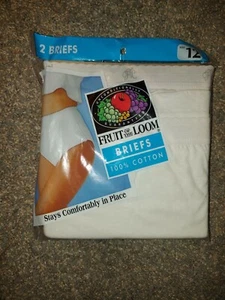 2 BRIEFS
12
FRUIT OF THE LOOM
BRIEFS
100% COTTON
Stays Comfortably in Place